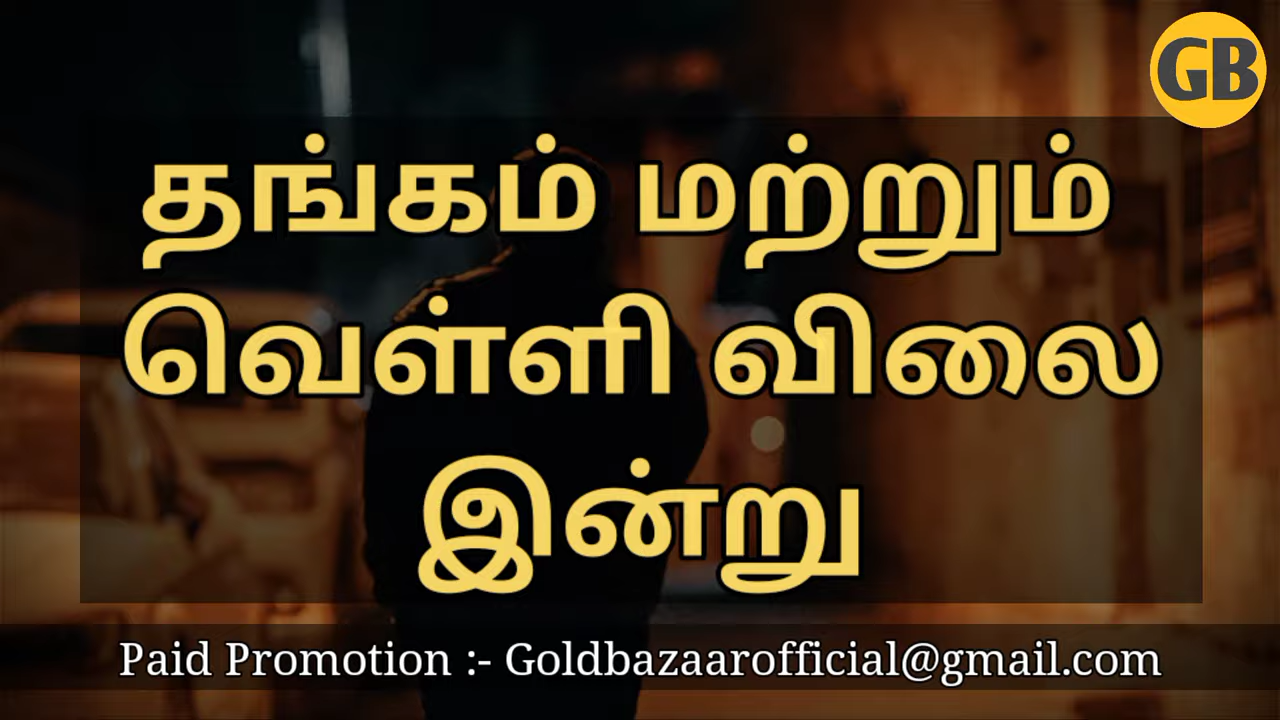 GB
தங்கம் மற்றும்
வெள்ளி விலை
இன்று
Paid Promotion :- Goldbazaarofficial@gmail.com